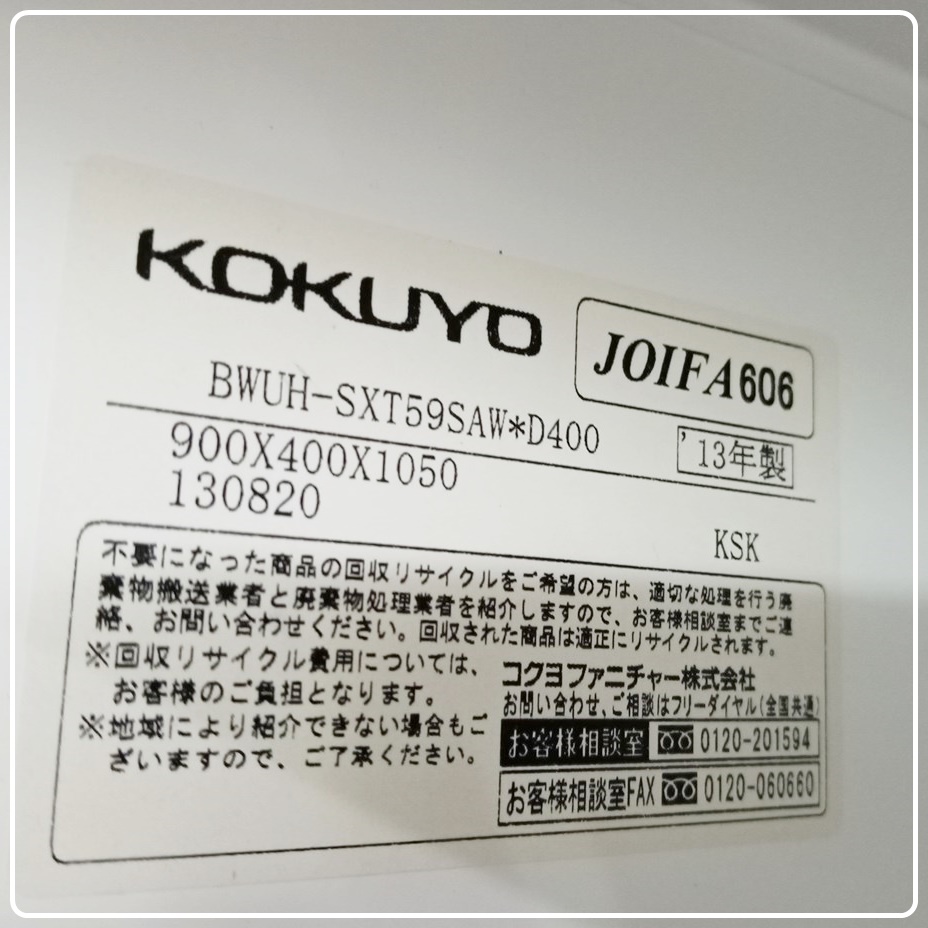 KOKUYO
JOIFA606
BWUH-SXT59SAW*D400
'13年製
900X400X1050
130820
KSK
不要になった商品の回収リサイクルをご希望の方は、適切な処理を行う廃
棄物搬送業者と廃棄物処理業者を紹介しますので、お客様相談室までご連
絡、お問い合わせください。回収された商品は適正にリサイクルされます。
※回収リサイクル費用については、
お客様のご負担となります。
※地域により紹介できない場合もご
ざいますので、ご了承ください。
コクヨファニチャー株式会社
お問い合わせ、ご相談はフリーダイヤル(全国共通)
お客様相談室 0120-201594
お客様相談室FAX 0120-060660